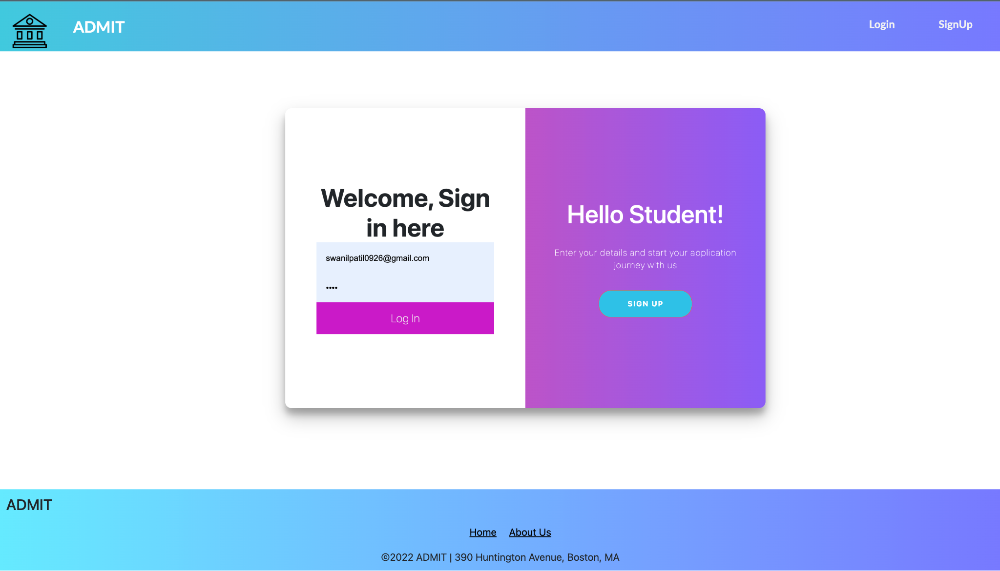 ADMIT
Login
SignUp
Welcome, Sign
in here
swanilpatil0926@gmail.com
••••
Log In
Hello Student!
Enter your details and start your application
journey with us
SIGN UP
ADMIT
Home About Us
©2022 ADMIT | 390 Huntington Avenue, Boston, MA